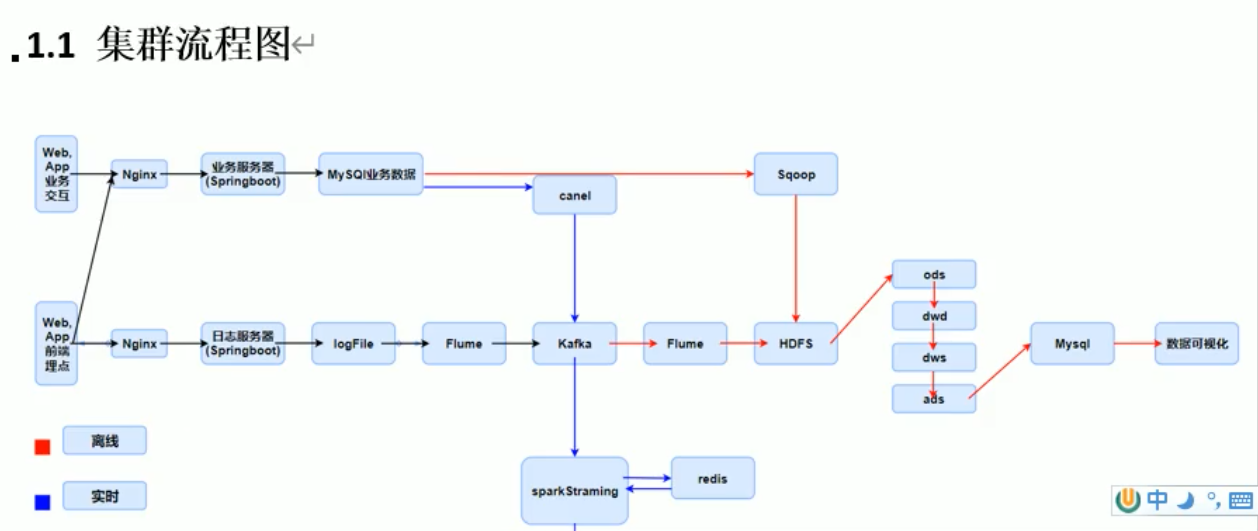 1.1 集群流程图
Web,
App
业务
交互
Nginx
业务服务器
(Springboot)
MySQl业务数据
canel
Sqoop
Web,
App
前端
埋点
Nginx
日志服务器
(Springboot)
logFile
Flume
Kafka
Flume
HDFS
ods
dwd
dws
ads
Mysql
数据可视化
离线
实时
sparkStraming
redis
中